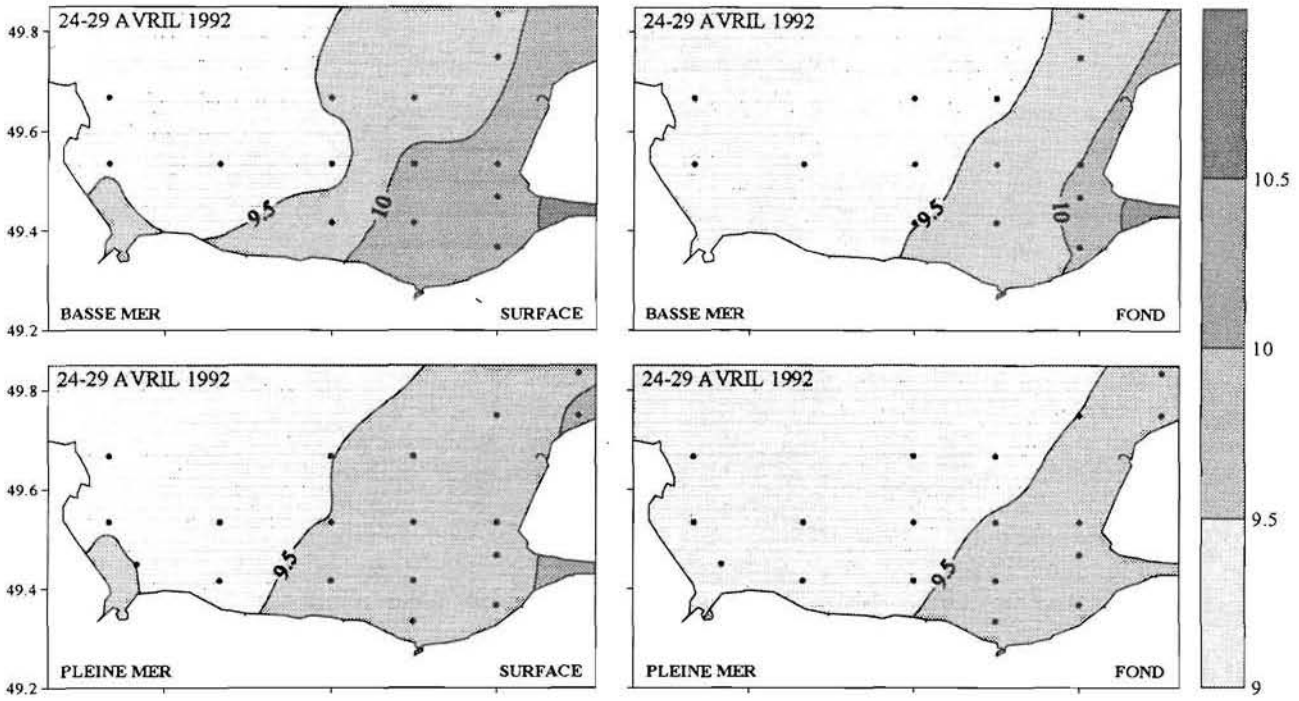 24-29 AVRIL 1992
49.8
49.6
49.4
49.2
9.5
10
BASSE MER
SURFACE
24-29 AVRIL 1992
9.5
10
BASSE MER
FOND
24-29 AVRIL 1992
49.8
49.6
49.4
49.2
9.5
PLEINE MER
SURFACE
24-29 AVRIL 1992
9.5
PLEINE MER
FOND
10.5
10
9.5
9